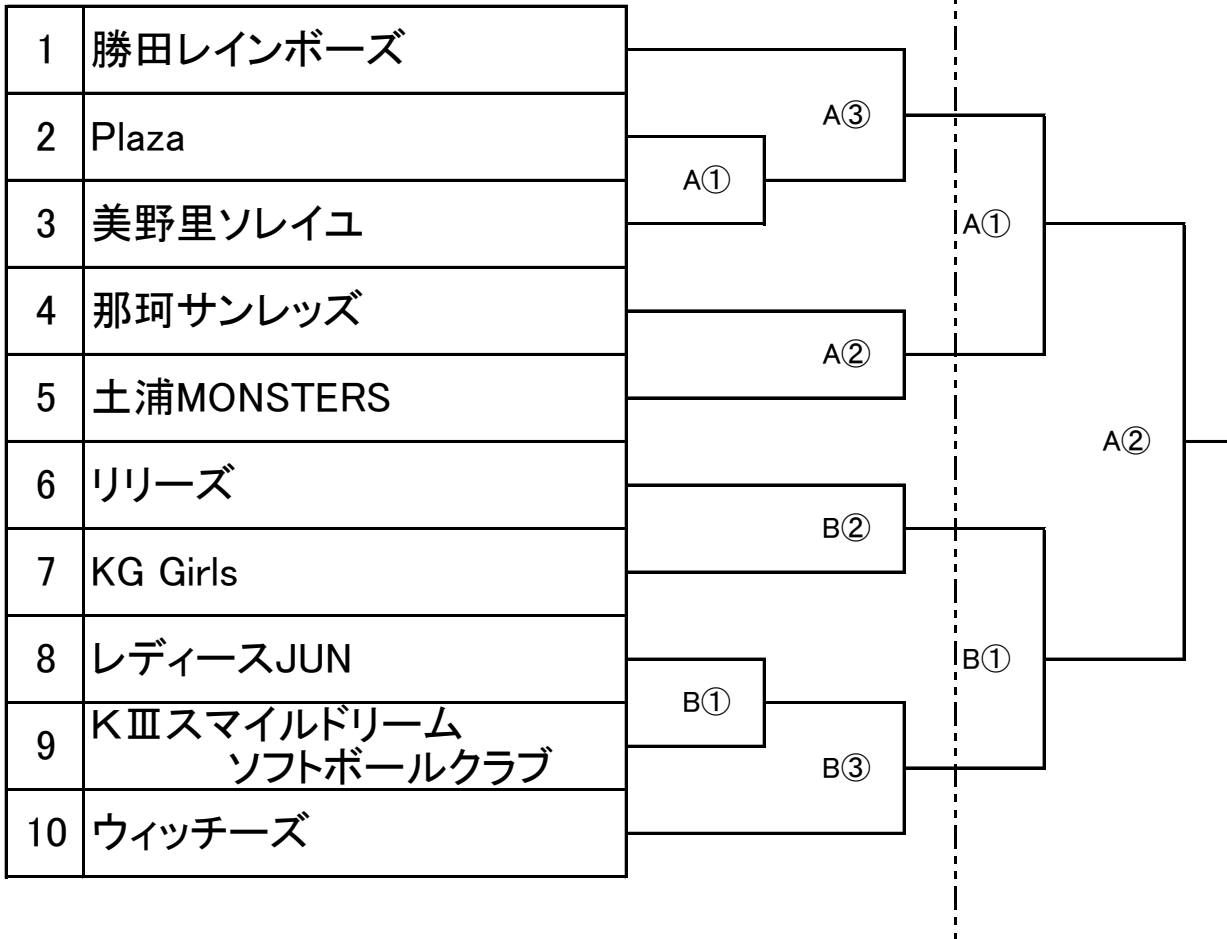 1 勝田レインボーズ
2 Plaza
3 美野里ソレイユ
4 那珂サンレッズ
5 土浦MONSTERS
6 リリーズ
7 KG Girls
8 レディースJUN
9 KⅢスマイルドリーム
ソフトボールクラブ
10 ウィッチーズ
A③
A①
A①
A②
A②
B②
B①
B①
B③